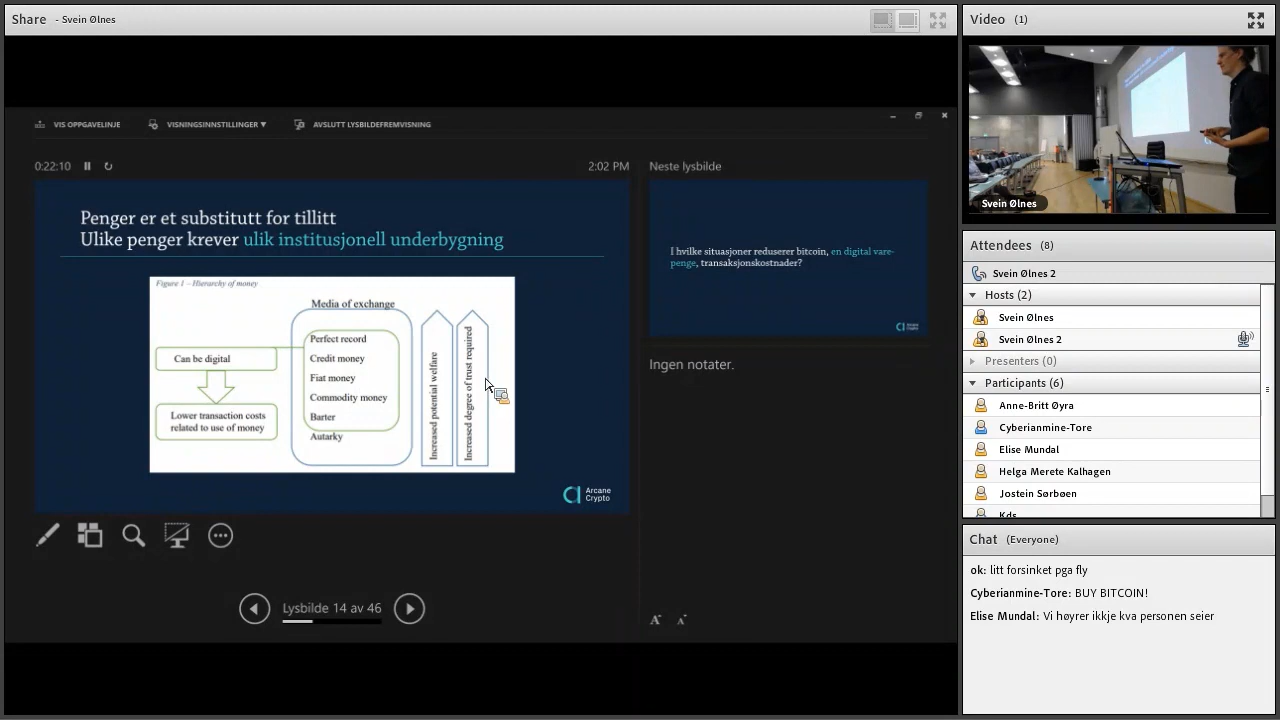 Share - Svein Ølnes
VIS OPPGAVELINJE
VISNINGSINNSTILLINGER ▼
AVSLUTT LYSBILDEFREMVISNING
0:22:10
2:02 PM
Penger er et substitutt for tillitt
Ulike penger krever ulik institusjonell underbygning
Figure 1 – Hierarchy of money
Media of exchange
Can be digital
Lower transaction costs
related to use of money
Perfect record
Credit money
Fiat money
Commodity money
Barter
Autarky
Increased potential welfare
Increased degree of trust required
Arcane
Crypto
Lysbilde 14 av 46
Neste lysbilde
I hvilke situasjoner reduserer bitcoin, en digital vare-
penge, transaksjonskostnader?
Arcane
Crypto
Ingen notater.
A A
Video (1)
Svein Ølnes
Attendees (8)
Svein Ølnes 2
Hosts (2)
Svein Ølnes
Svein Ølnes 2
Presenters (0)
Participants (6)
Anne-Britt Øyra
Cyberianmine-Tore
Elise Mundal
Helga Merete Kalhagen
Jostein Sørbøen
Kds
Chat (Everyone)
ok: litt forsinket pga fly
Cyberianmine-Tore: BUY BITCOIN!
Elise Mundal: Vi høyrer ikkje kva personen seier